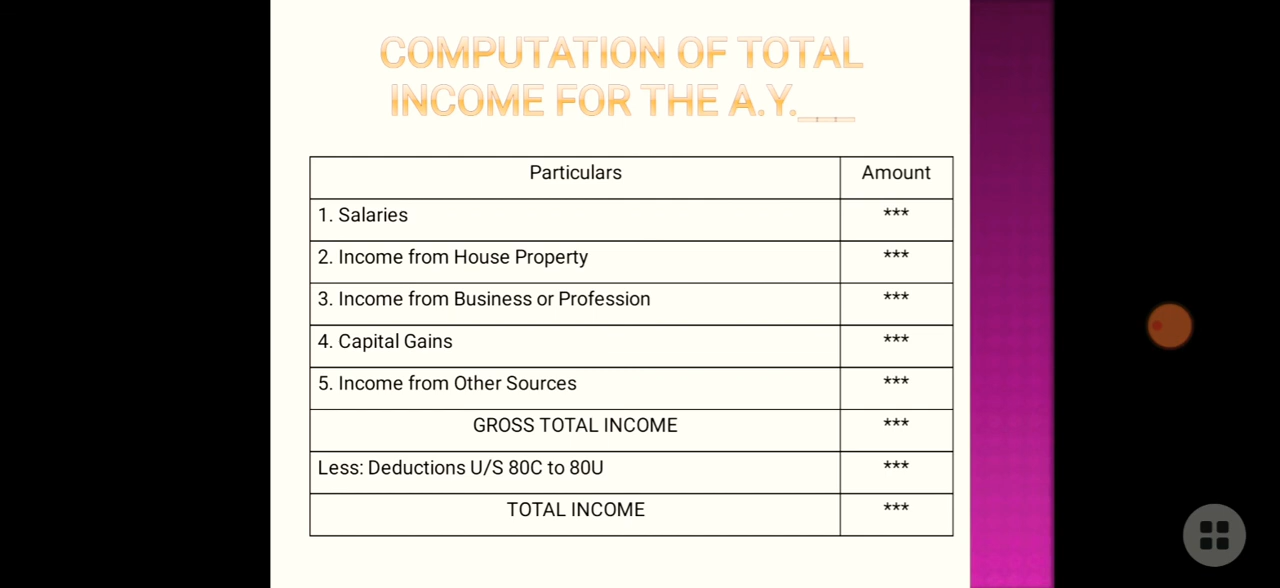 COMPUTATION OF TOTAL
INCOME FOR THE A.Y.___
Particulars Amount
1. Salaries ***
2. Income from House Property ***
3. Income from Business or Profession ***
4. Capital Gains ***
5. Income from Other Sources ***
GROSS TOTAL INCOME ***
Less: Deductions U/S 80C to 80U ***
TOTAL INCOME ***